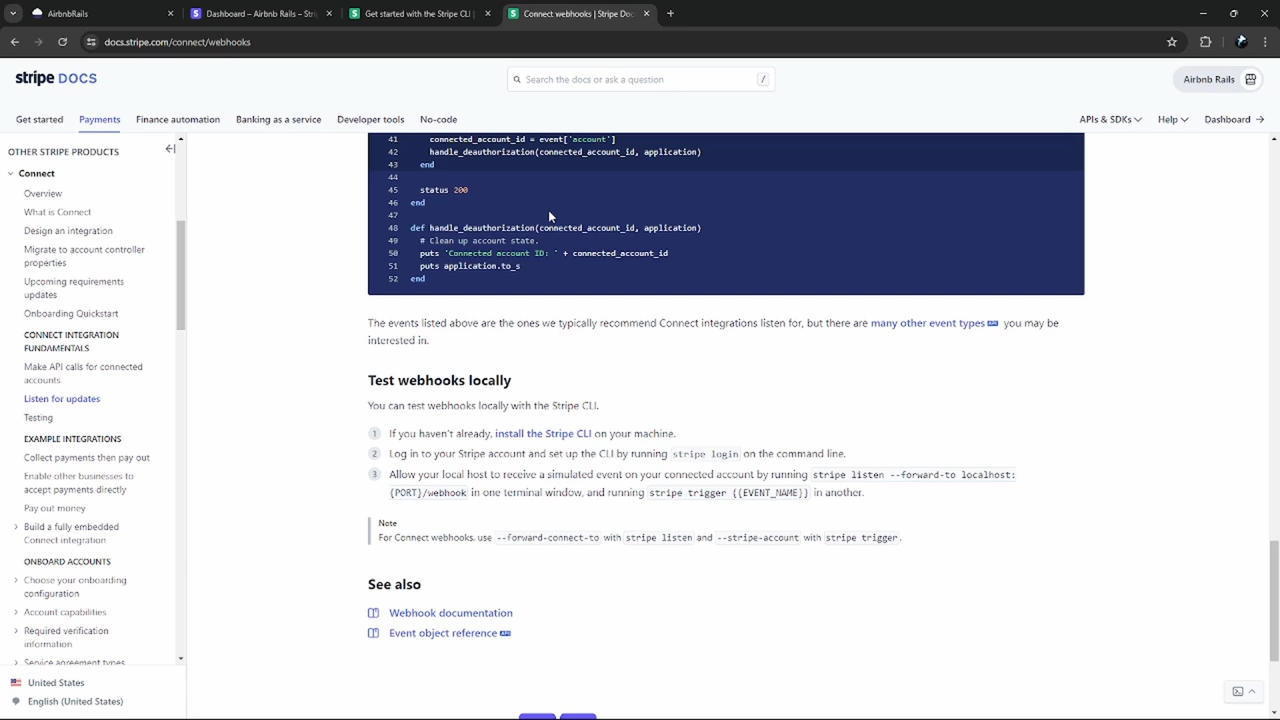 AirbnbRails
Dashboard – Airbnb Rails – Str
Get started with the Stripe CLI
Connect webhooks | Stripe Doc
docs.stripe.com/connect/webhooks
stripe DOCS
Search the docs or ask a question
/
Airbnb Rails
Get started
Payments
Finance automation
Banking as a service
Developer tools
No-code
APIs & SDKs
Help
Dashboard
OTHER STRIPE PRODUCTS
Connect
Overview
What is Connect
Design an integration
Migrate to account controller
properties
Upcoming requirements
updates
Onboarding Quickstart
CONNECT INTEGRATION
FUNDAMENTALS
Make API calls for connected
accounts
Listen for updates
Testing
EXAMPLE INTEGRATIONS
Collect payments then pay out
Enable other businesses to
accept payments directly
Pay out money
Build a fully embedded
Connect integration
ONBOARD ACCOUNTS
Choose your onboarding
configuration
Account capabilities
Required verification
information
Service agreement types
United States
English (United States)
41 connected_account_id = event['account']
42 handle_deauthorization(connected_account_id, application)
43 end
44
45 status 200
46 end
47
48 def handle_deauthorization(connected_account_id, application)
49 # Clean up account state.
50 puts 'Connected account ID: ' + connected_account_id
51 puts application.to_s
52 end
The events listed above are the ones we typically recommend Connect integrations listen for, but there are many other event types API you may be
interested in.
Test webhooks locally
You can test webhooks locally with the Stripe CLI.
1 If you haven't already, install the Stripe CLI on your machine.
2 Log in to your Stripe account and set up the CLI by running stripe login on the command line.
3 Allow your local host to receive a simulated event on your connected account by running stripe listen --forward-to localhost:
{PORT}/webhook in one terminal window, and running stripe trigger {{EVENT_NAME}} in another.
Note
For Connect webhooks, use --forward-connect-to with stripe listen and --stripe-account with stripe trigger.
See also
Webhook documentation
Event object reference API